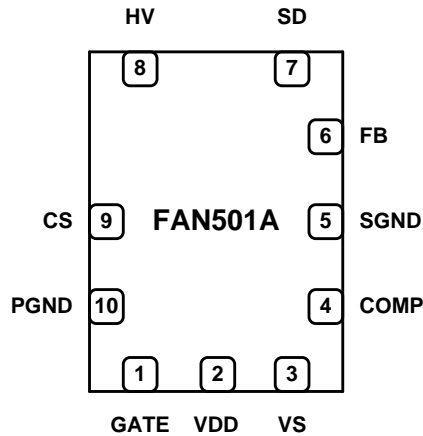 HV SD
8 7
6 FB
CS 9 FAN501A 5 SGND
PGND 10 4 COMP
1 2 3
GATE VDD VS